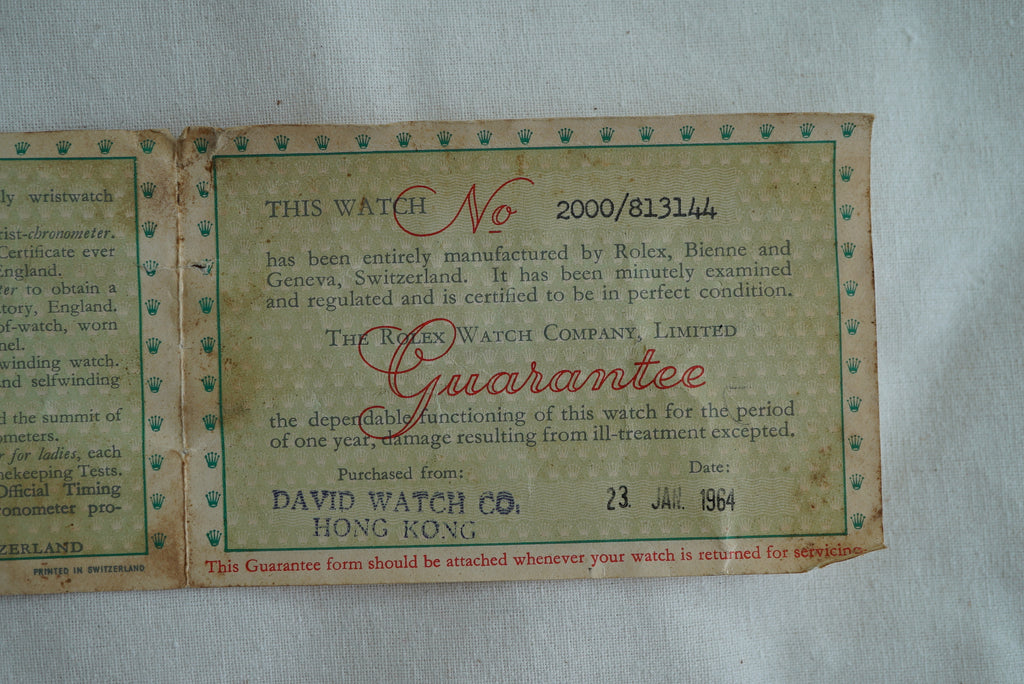 ly wristwatch
ist-chronometer.
Certificate ever
England.
er to obtain a
tory, England.
of-watch, worn
nel.
winding watch.
nd selfwinding
d the summit of
ometers.
r for ladies, each
ekeeping Tests.
Official Timing
ronometer pro-
ZERLAND
PRINTED IN SWITZERLAND
THIS WATCH No 2000/813144
has been entirely manufactured by Rolex, Bienne and
Geneva, Switzerland. It has been minutely examined
and regulated and is certified to be in perfect condition.
THE ROLEX WATCH COMPANY, LIMITED
Guarantee
the dependable functioning of this watch for the period
of one year, damage resulting from ill-treatment excepted.
Purchased from: Date:
DAVID WATCH CO. 23. JAN. 1964
HONG KONG
This Guarantee form should be attached whenever your watch is returned for servicing